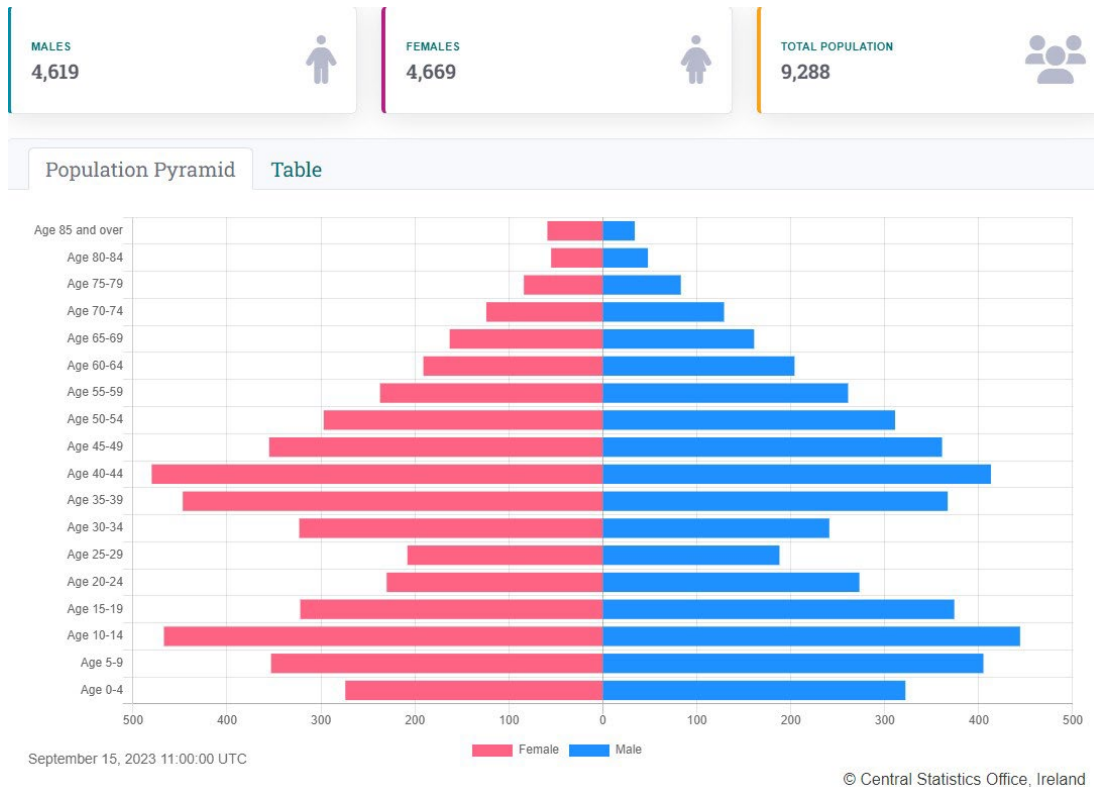 MALES
4,619
FEMALES
4,669
TOTAL POPULATION
9,288
Population Pyramid
Table
Age 85 and over
Age 80-84
Age 75-79
Age 70-74
Age 65-69
Age 60-64
Age 55-59
Age 50-54
Age 45-49
Age 40-44
Age 35-39
Age 30-34
Age 25-29
Age 20-24
Age 15-19
Age 10-14
Age 5-9
Age 0-4
500 400 300 200 100 0 100 200 300 400 500
Female Male
September 15, 2023 11:00:00 UTC
© Central Statistics Office, Ireland